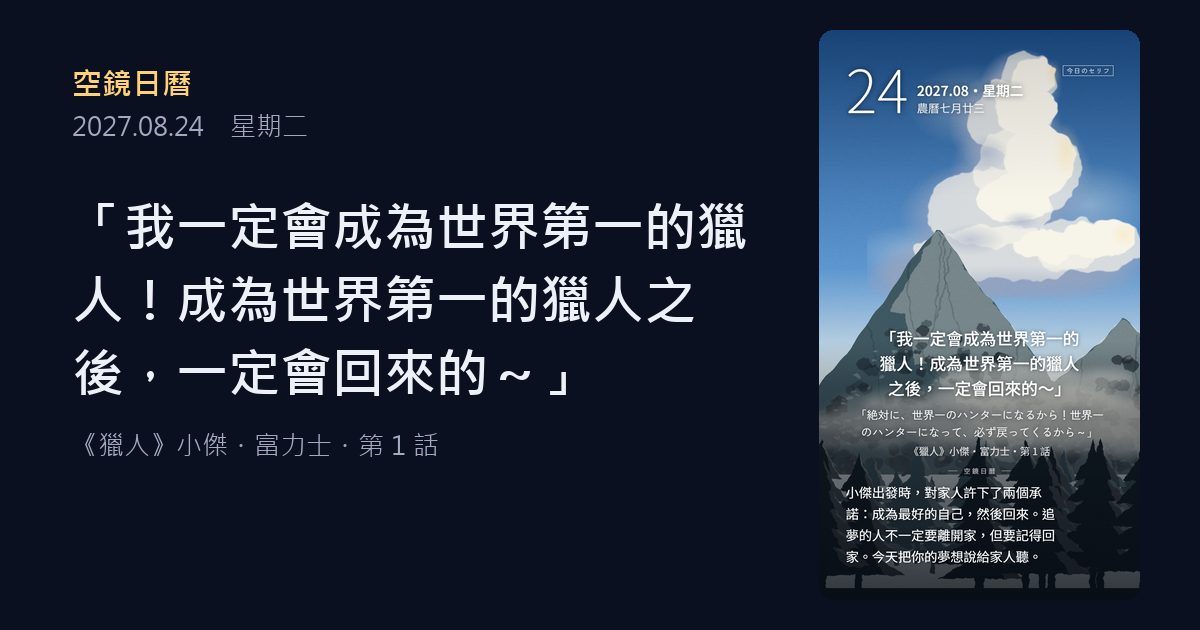 空鏡日曆
2027.08.24 星期二
「我一定會成為世界第一的獵
人！成為世界第一的獵人之
後，一定會回來的～」
《獵人》小傑・富力士・第 1 話
24
2027.08・星期二
農曆七月廿三
今日のセリフ
「我一定會成為世界第一的
獵人！成為世界第一的獵人
之後，一定會回來的～」
「絶対に、世界一のハンターになるから！世界一
のハンターになって、必ず戻ってくるから～」
《獵人》小傑・富力士・第 1 話
— 空鏡日曆 —
小傑出發時，對家人許下了兩個承
諾：成為最好的自己，然後回來。追
夢的人不一定要離開家，但要記得回
家。今天把你的夢想說給家人聽。